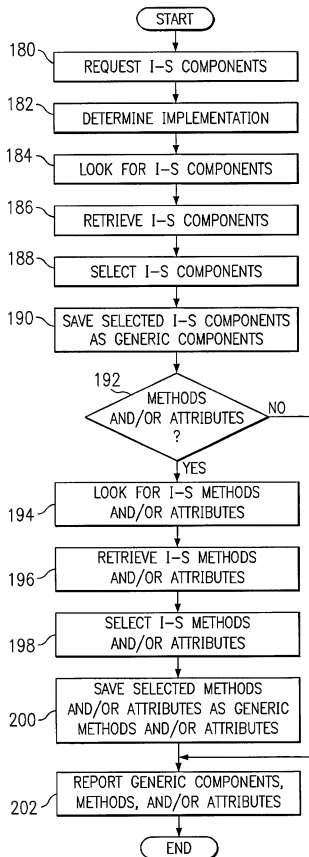 START
180
REQUEST I-S COMPONENTS
182
DETERMINE IMPLEMENTATION
184
LOOK FOR I-S COMPONENTS
186
RETRIEVE I-S COMPONENTS
188
SELECT I-S COMPONENTS
190
SAVE SELECTED I-S COMPONENTS
AS GENERIC COMPONENTS
192
METHODS
AND/OR ATTRIBUTES
?
NO
YES
194
LOOK FOR I-S METHODS
AND/OR ATTRIBUTES
196
RETRIEVE I-S METHODS
AND/OR ATTRIBUTES
198
SELECT I-S METHODS
AND/OR ATTRIBUTES
200
SAVE SELECTED METHODS
AND/OR ATTRIBUTES AS GENERIC
METHODS AND/OR ATTRIBUTES
202
REPORT GENERIC COMPONENTS,
METHODS, AND/OR ATTRIBUTES
END